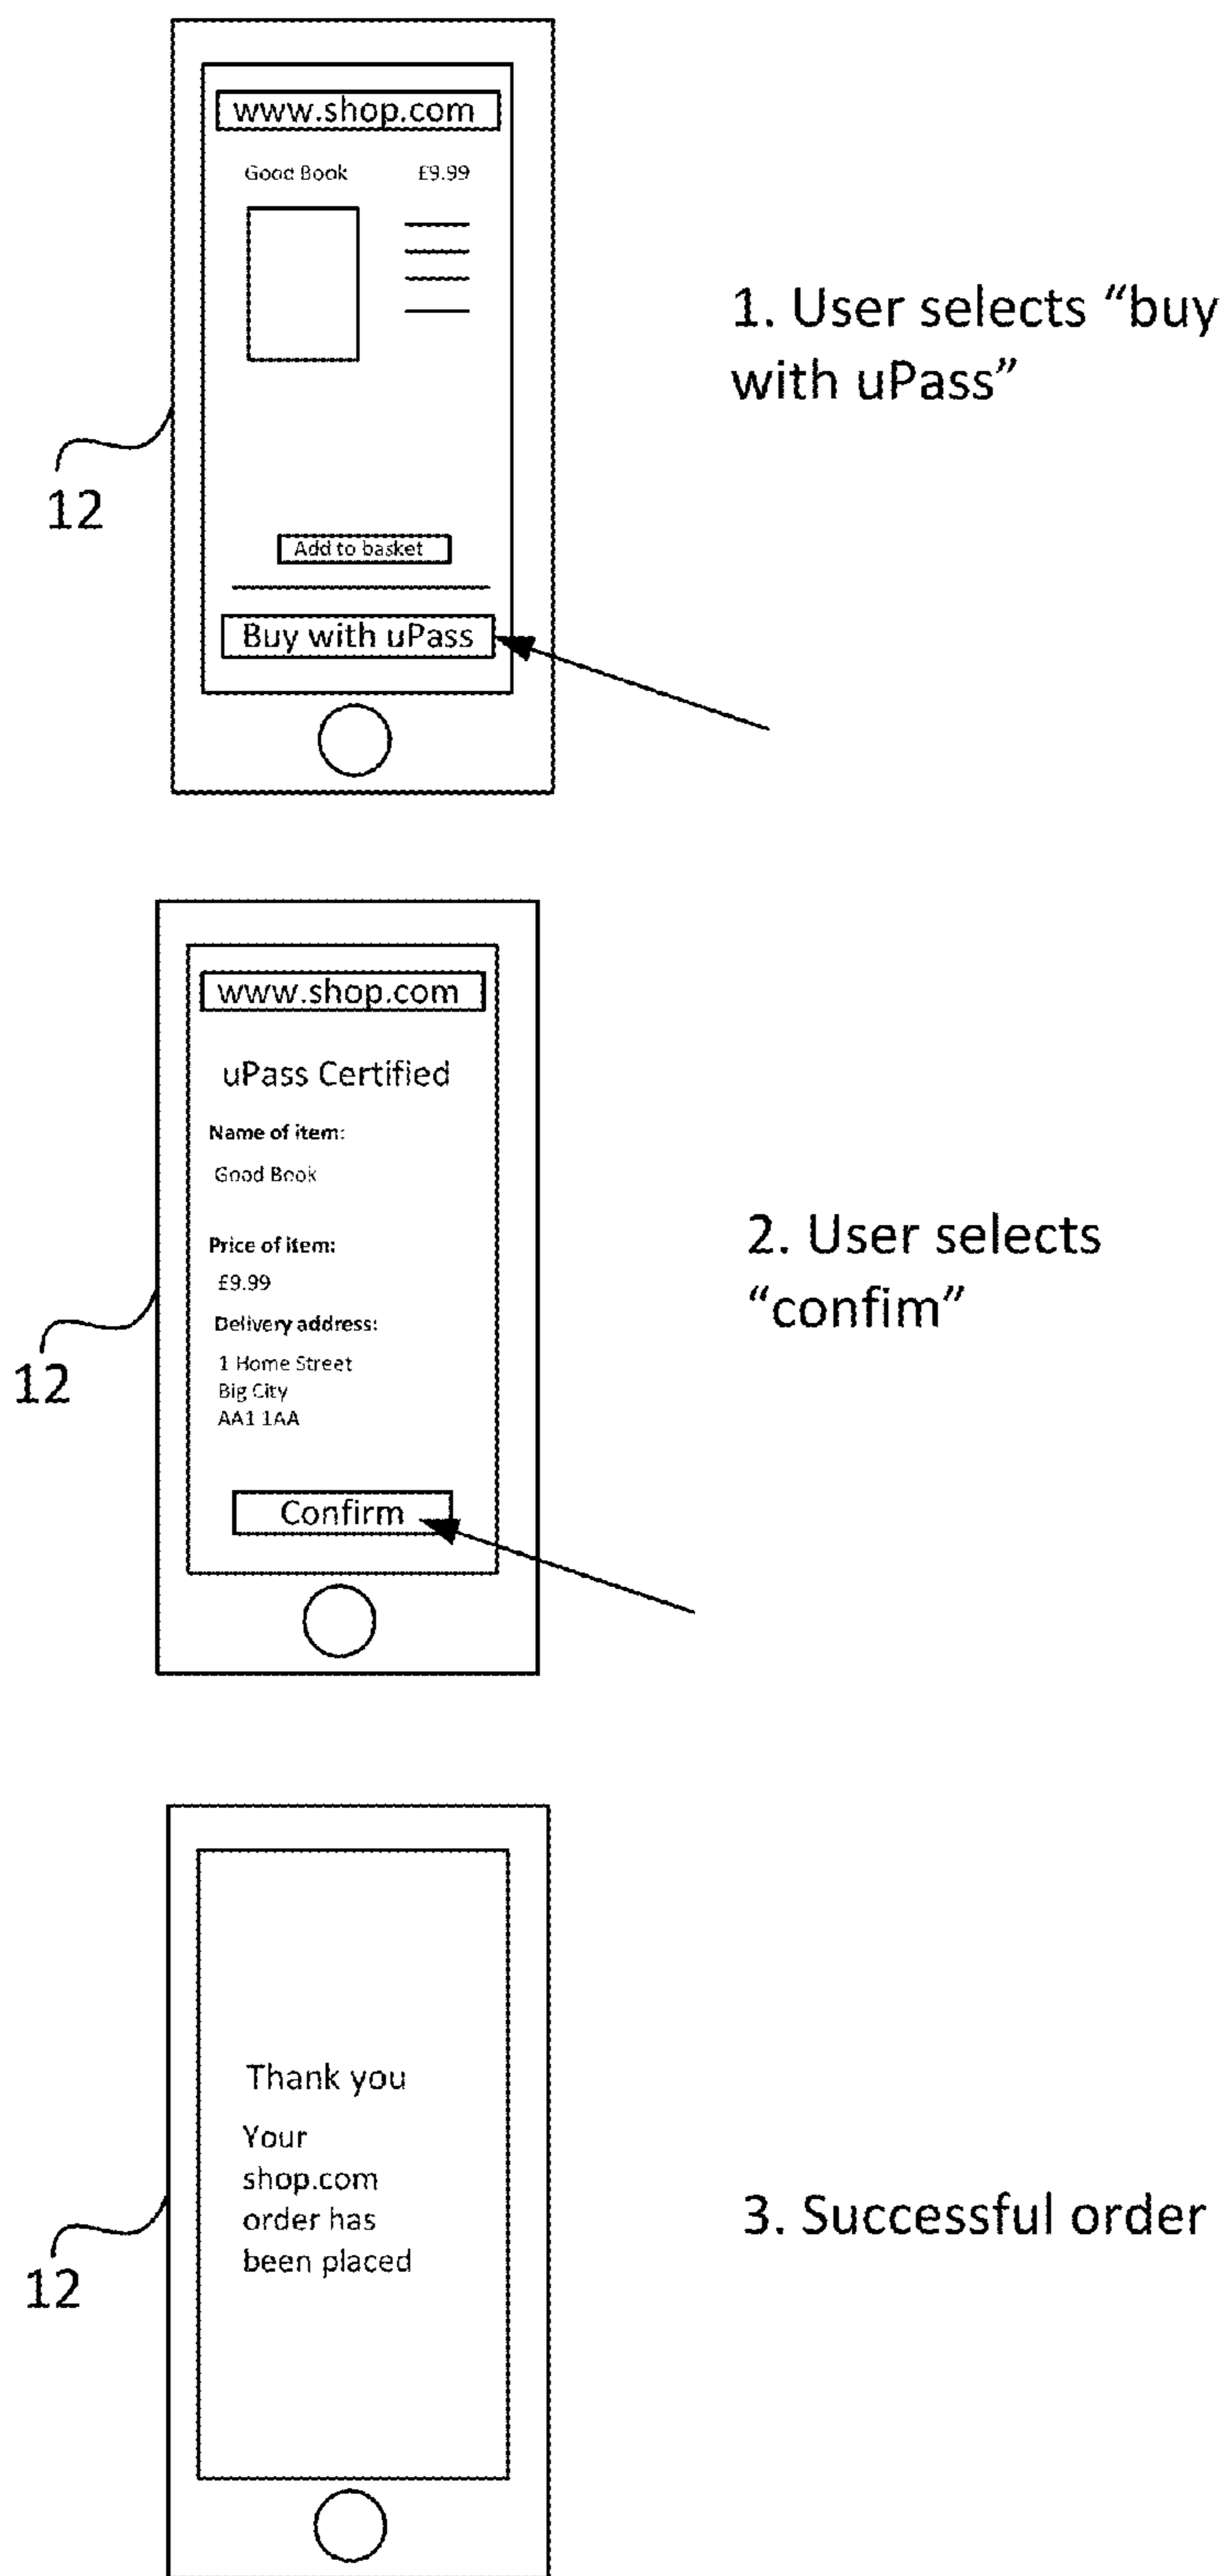 www.shop.com
Good Book £9.99
1. User selects “buy
with uPass”
12
Add to basket
Buy with uPass
www.shop.com
uPass Certified
Name of item:
Good Book
Price of item:
£9.99
2. User selects
“confim”
Delivery address:
1 Home Street
Big City
AA1 1AA
12
Confirm
Thank you
Your
shop.com
order has
been placed
3. Successful order
12